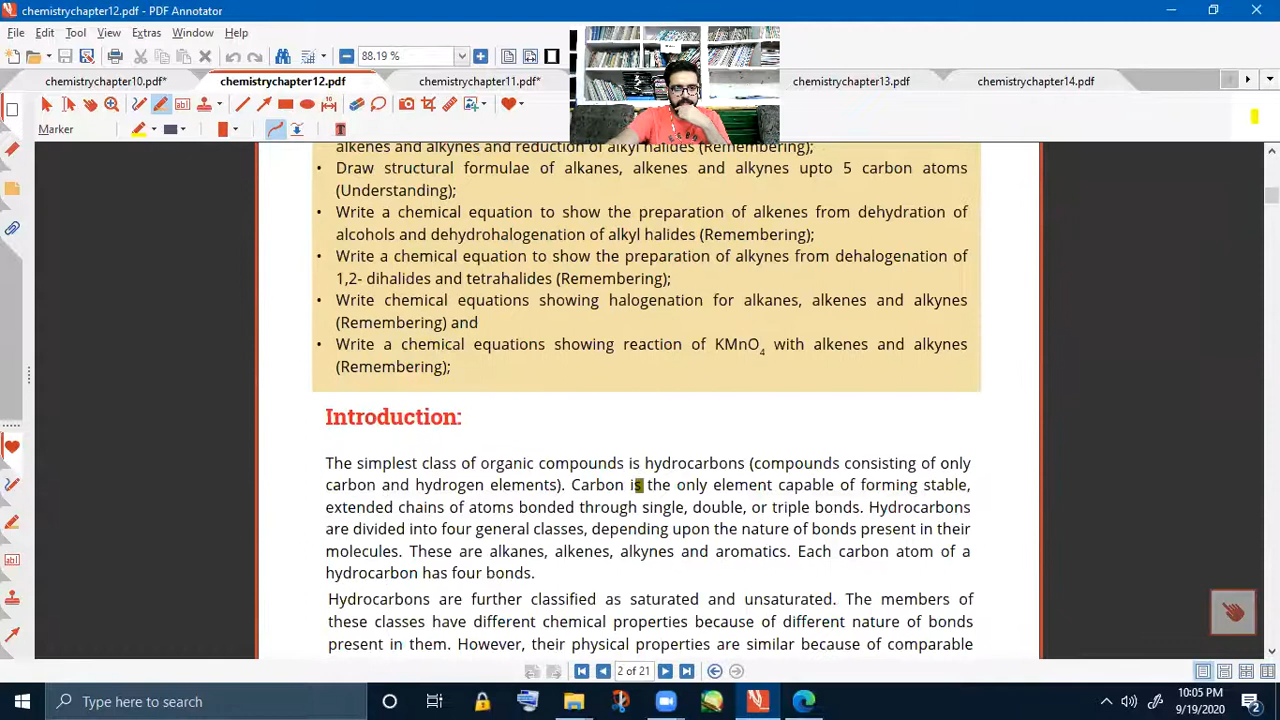 chemistrychapter12.pdf - PDF Annotator
File Edit Tool View Extras Window Help
88.19 %
chemistrychapter10.pdf* chemistrychapter12.pdf chemistrychapter11.pdf* chemistrychapter13.pdf chemistrychapter14.pdf
10
Marker
alkenes and alkynes and reduction of alkyl halides (Remembering);
• Draw structural formulae of alkanes, alkenes and alkynes upto 5 carbon atoms
(Understanding);
• Write a chemical equation to show the preparation of alkenes from dehydration of
alcohols and dehydrohalogenation of alkyl halides (Remembering);
• Write a chemical equation to show the preparation of alkynes from dehalogenation of
1,2- dihalides and tetrahalides (Remembering);
• Write chemical equations showing halogenation for alkanes, alkenes and alkynes
(Remembering) and
• Write a chemical equations showing reaction of KMnO4 with alkenes and alkynes
(Remembering);
Introduction:
The simplest class of organic compounds is hydrocarbons (compounds consisting of only
carbon and hydrogen elements). Carbon is the only element capable of forming stable,
extended chains of atoms bonded through single, double, or triple bonds. Hydrocarbons
are divided into four general classes, depending upon the nature of bonds present in their
molecules. These are alkanes, alkenes, alkynes and aromatics. Each carbon atom of a
hydrocarbon has four bonds.
Hydrocarbons are further classified as saturated and unsaturated. The members of
these classes have different chemical properties because of different nature of bonds
present in them. However, their physical properties are similar because of comparable
2 of 21
Type here to search
10:05 PM
9/19/2020
2